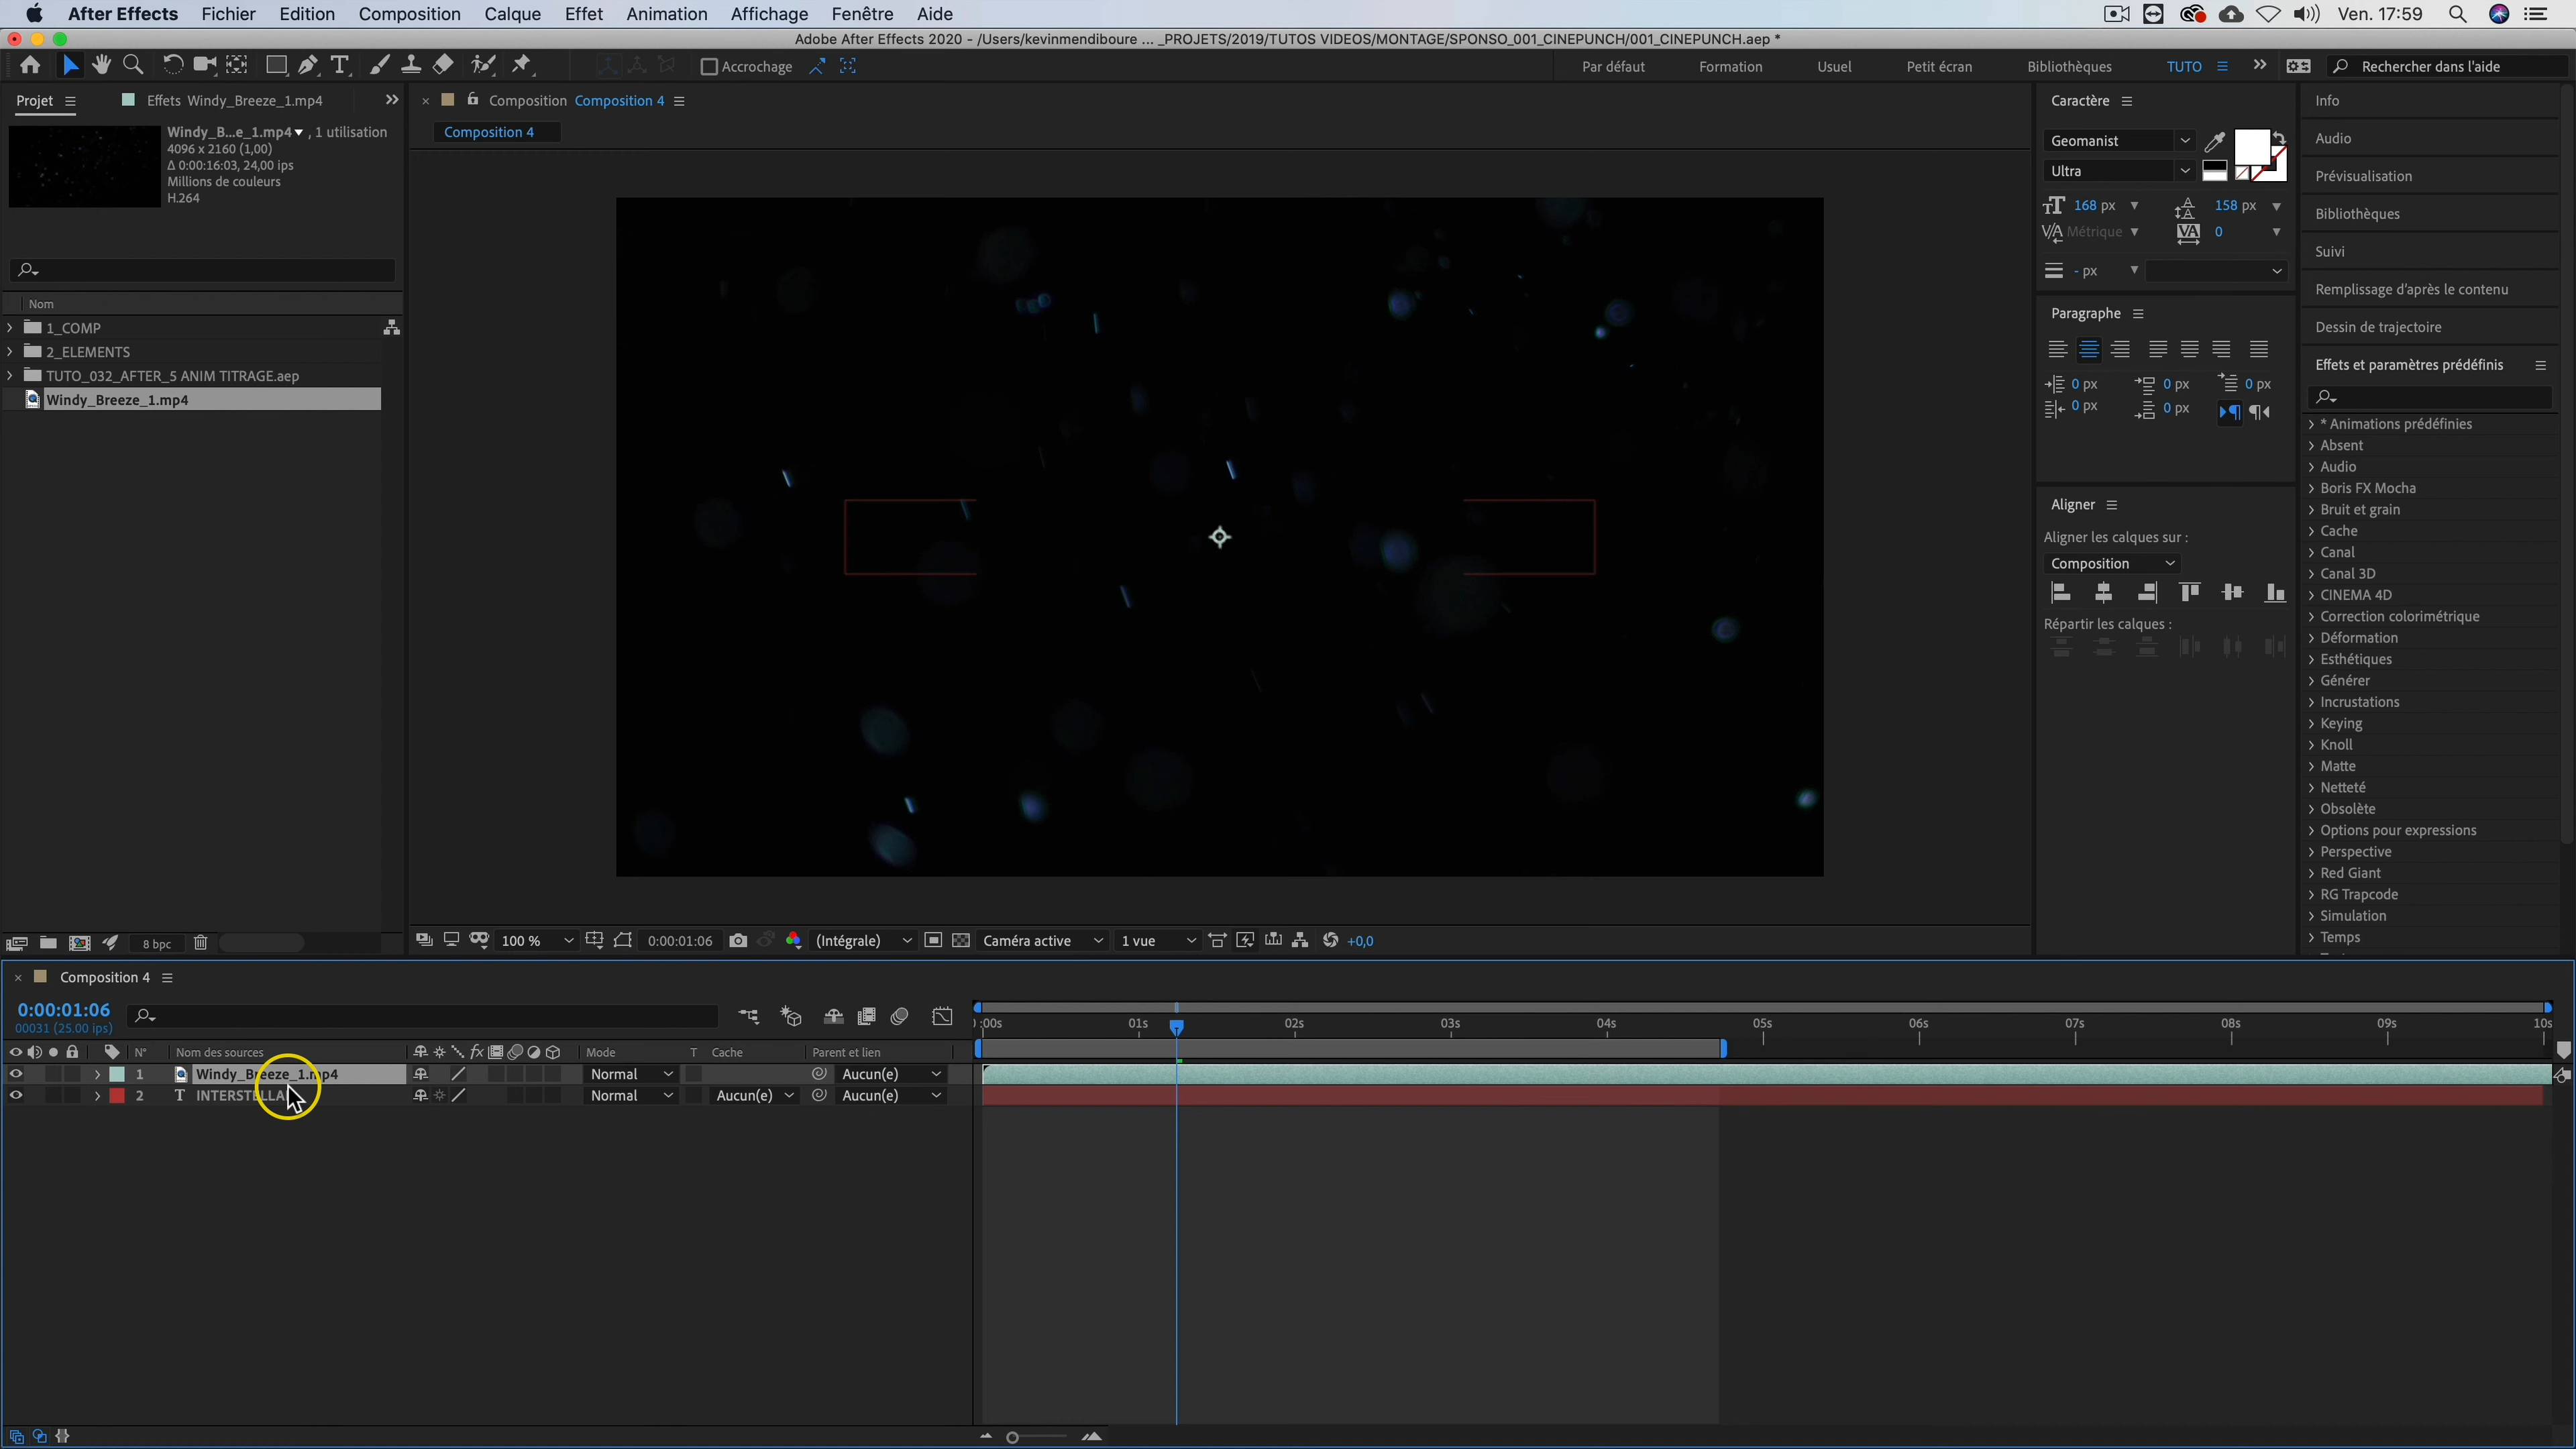 After Effects Fichier Edition Composition Calque Effet Animation Affichage Fenêtre Aide Ven. 17:59
Adobe After Effects 2020 - /Users/kevinmendiboure ... _PROJETS/2019/TUTOS VIDEOS/MONTAGE/SPONSO_001_CINEPUNCH/001_CINEPUNCH.aep *
Accrochage Par défaut Formation Usuel Petit écran Bibliothèques TUTO Rechercher dans l'aide
Projet Effets Windy_Breeze_1.mp4
Windy_B...e_1.mp4 , 1 utilisation
4096 x 2160 (1,00)
Δ 0:00:16:03, 24,00 ips
Millions de couleurs
H.264
Nom
1_COMP
2_ELEMENTS
TUTO_032_AFTER_5 ANIM TITRAGE.aep
Windy_Breeze_1.mp4
8 bpc
Composition Composition 4
Composition 4
100 % 0:00:01:06 (Intégrale) Caméra active 1 vue +0,0
Caractère
Geomanist
Ultra
168 px 158 px
Métrique 0
- px
Paragraphe
0 px 0 px 0 px
0 px 0 px
Aligner
Aligner les calques sur :
Composition
Répartir les calques :
Info
Audio
Prévisualisation
Bibliothèques
Suivi
Remplissage d'après le contenu
Dessin de trajectoire
Effets et paramètres prédéfinis
* Animations prédéfinies
Absent
Audio
Boris FX Mocha
Bruit et grain
Cache
Canal
Canal 3D
CINEMA 4D
Correction colorimétrique
Déformation
Esthétiques
Générer
Incrustations
Keying
Knoll
Matte
Netteté
Obsolète
Options pour expressions
Perspective
Red Giant
RG Trapcode
Simulation
Temps
Composition 4
0:00:01:06
00031 (25.00 ips)
:00s 01s 02s 03s 04s 05s 06s 07s 08s 09s 10s
N° Nom des sources Mode T Cache Parent et lien
1 Windy_Breeze_1.mp4 Normal Aucun(e)
2 INTERSTELLA Normal Aucun(e) Aucun(e)